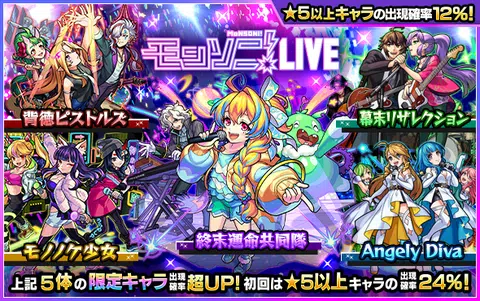 ★5以上キャラの出現確率12%!
MONSONG!
モンソニ!LIVE
背徳ピストルズ
幕末リザレクション
モノノケ少女
終末運命共同隊
Angely Diva
上記5体の限定キャラ出現確率超UP!初回は★5以上キャラの出現確率24%!